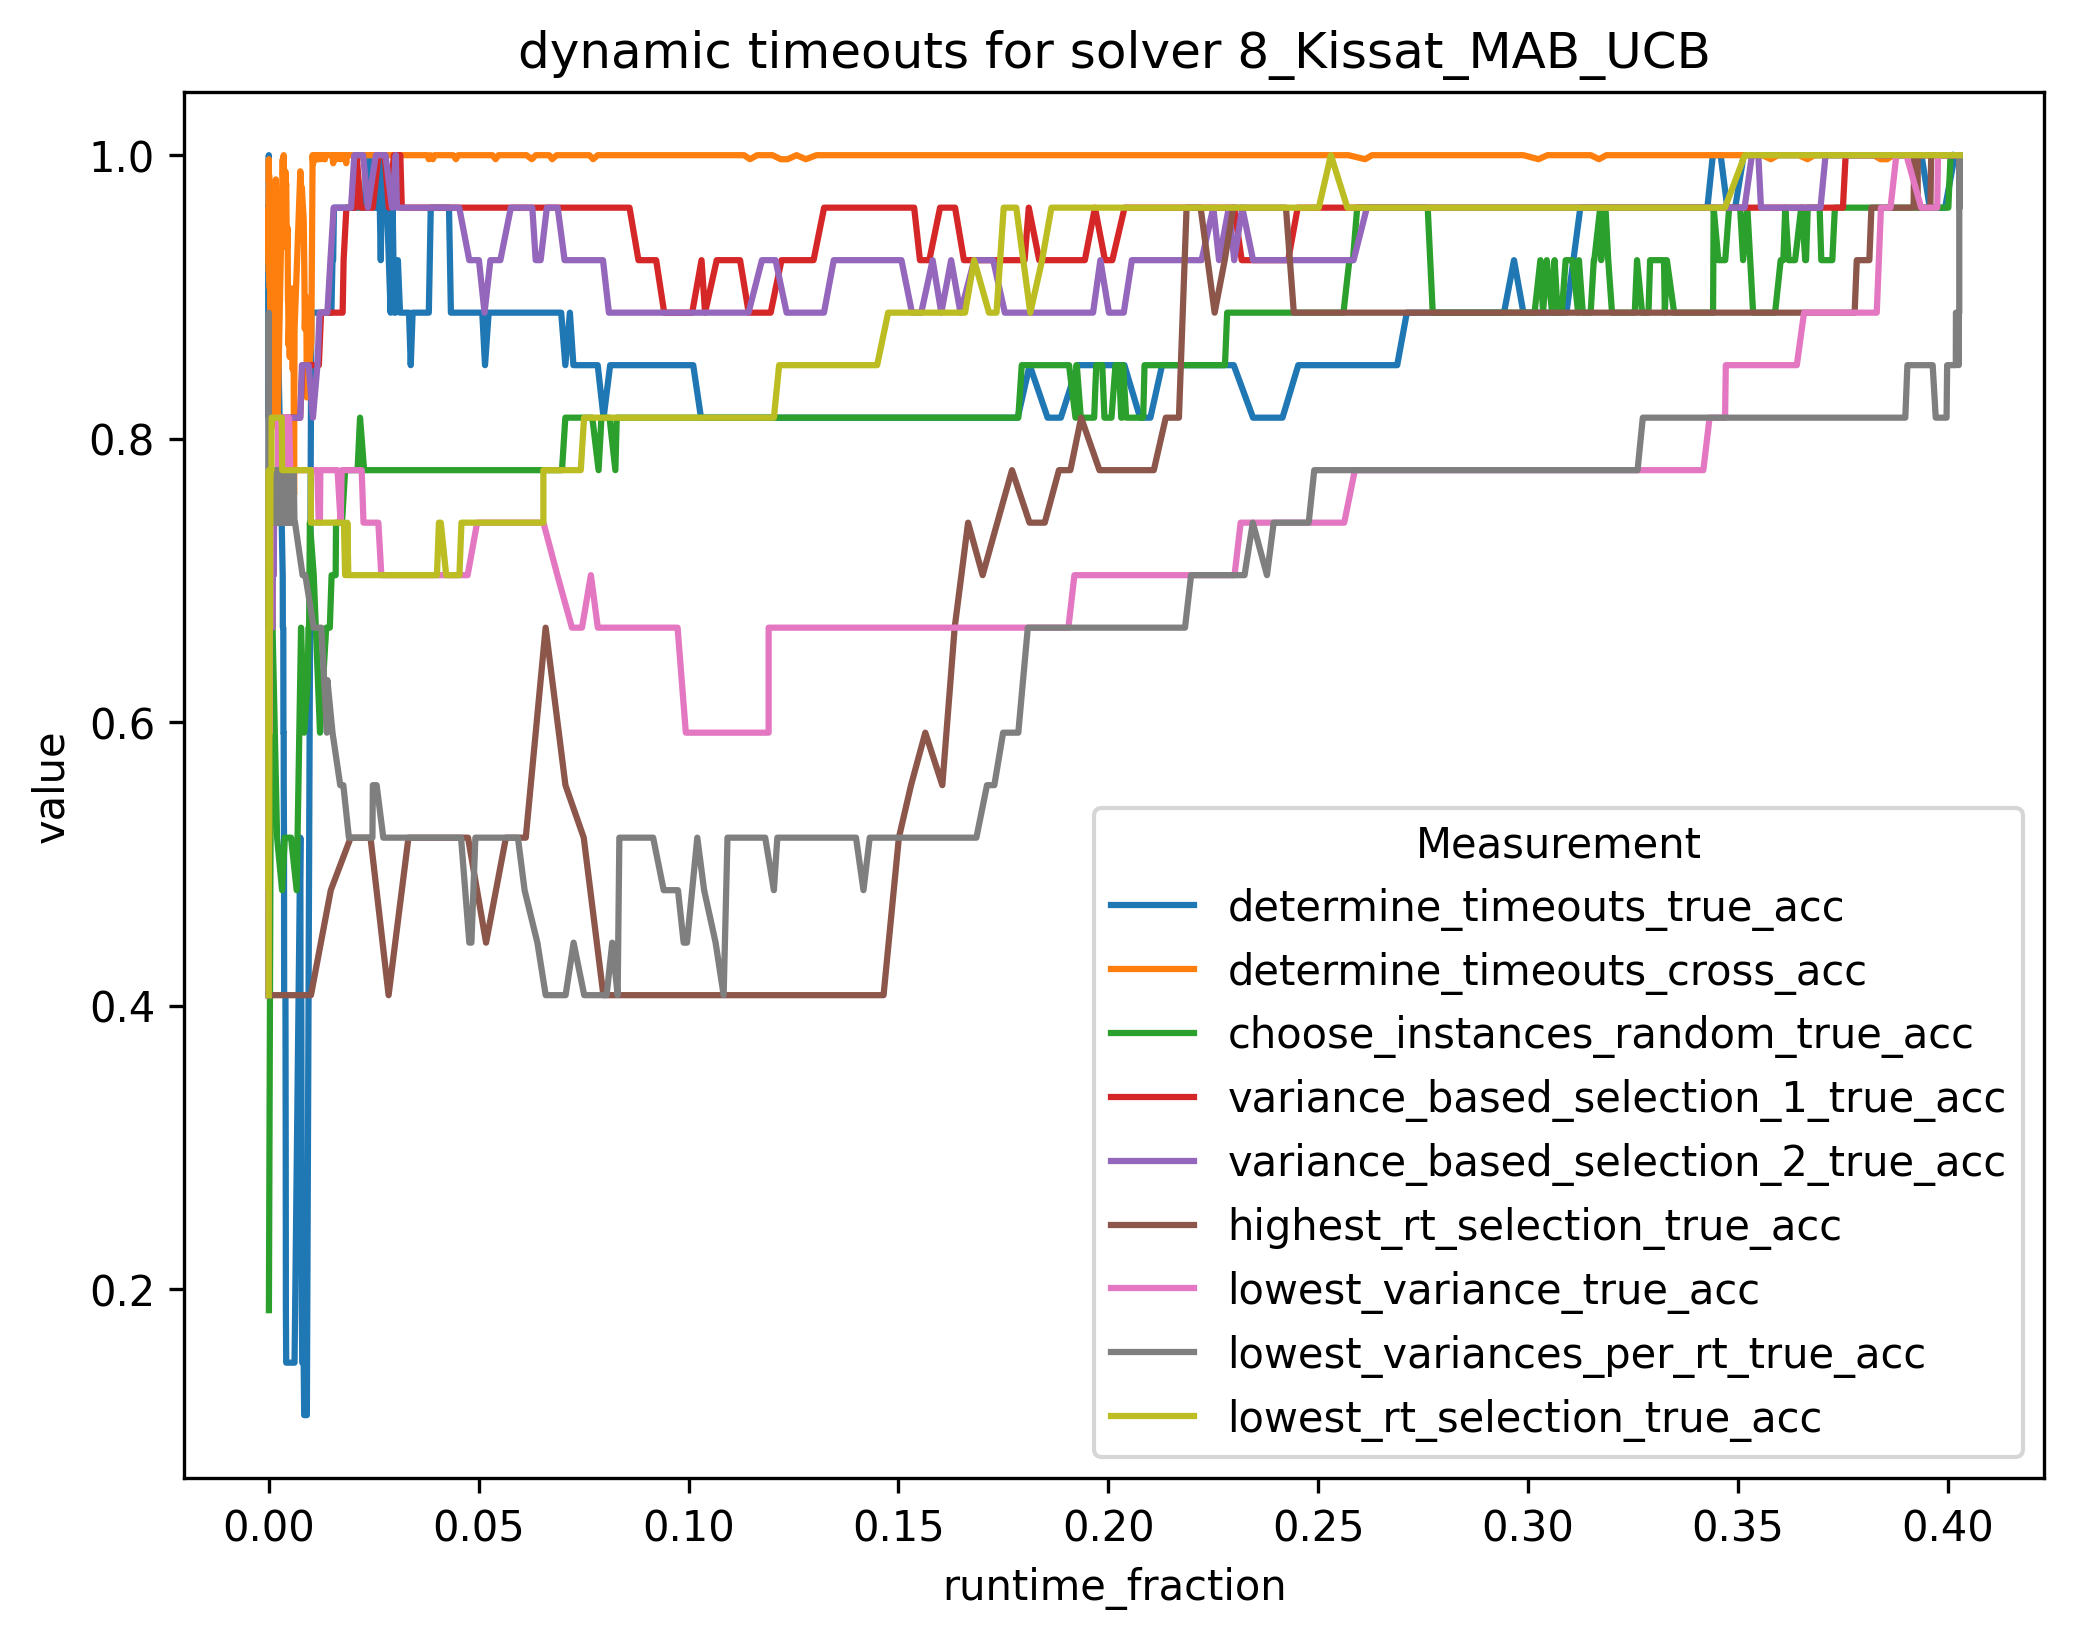 dynamic timeouts for solver 8_Kissat_MAB_UCB
1.0
0.8
0.6
0.4
0.2
value
0.00 0.05 0.10 0.15 0.20 0.25 0.30 0.35 0.40
runtime_fraction
Measurement
determine_timeouts_true_acc
determine_timeouts_cross_acc
choose_instances_random_true_acc
variance_based_selection_1_true_acc
variance_based_selection_2_true_acc
highest_rt_selection_true_acc
lowest_variance_true_acc
lowest_variances_per_rt_true_acc
lowest_rt_selection_true_acc